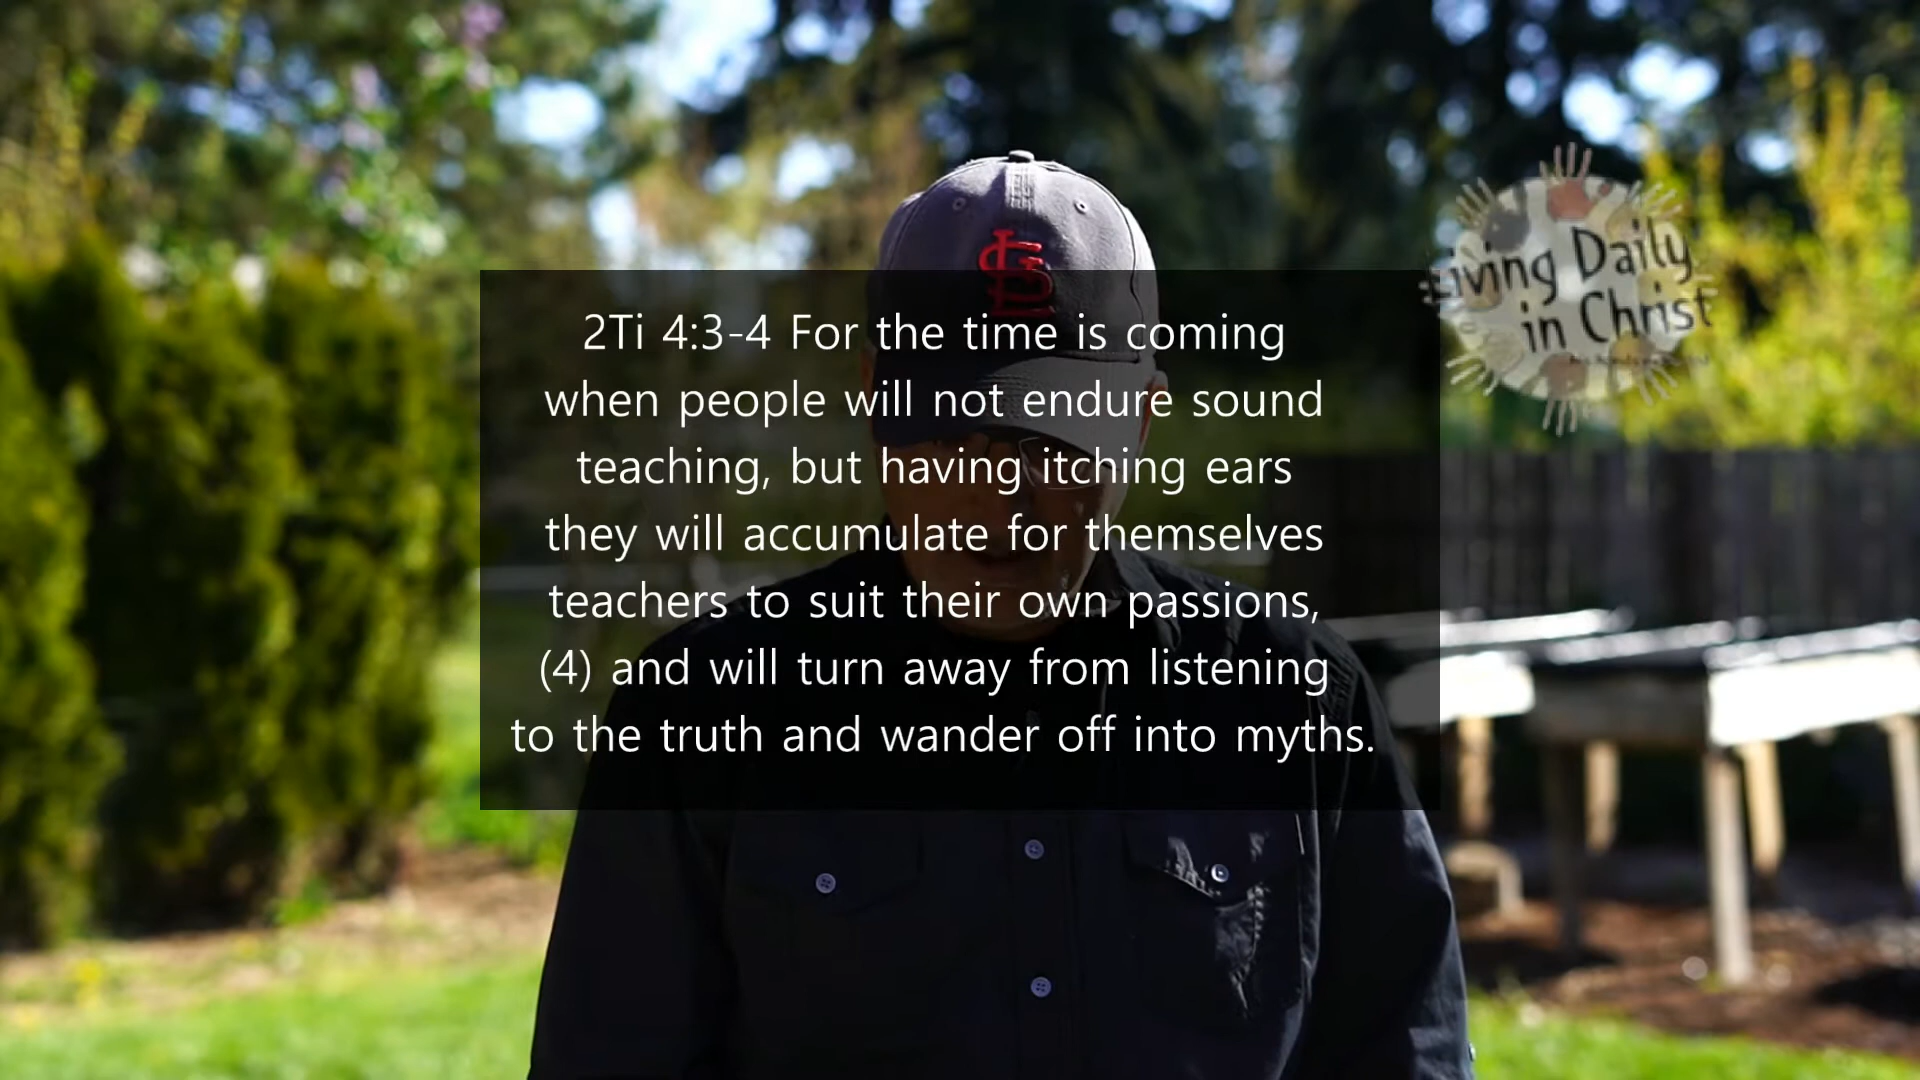 2Ti 4:3-4 For the time is coming
when people will not endure sound
teaching, but having itching ears
they will accumulate for themselves
teachers to suit their own passions,
(4) and will turn away from listening
to the truth and wander off into myths.
Living Daily
in Christ